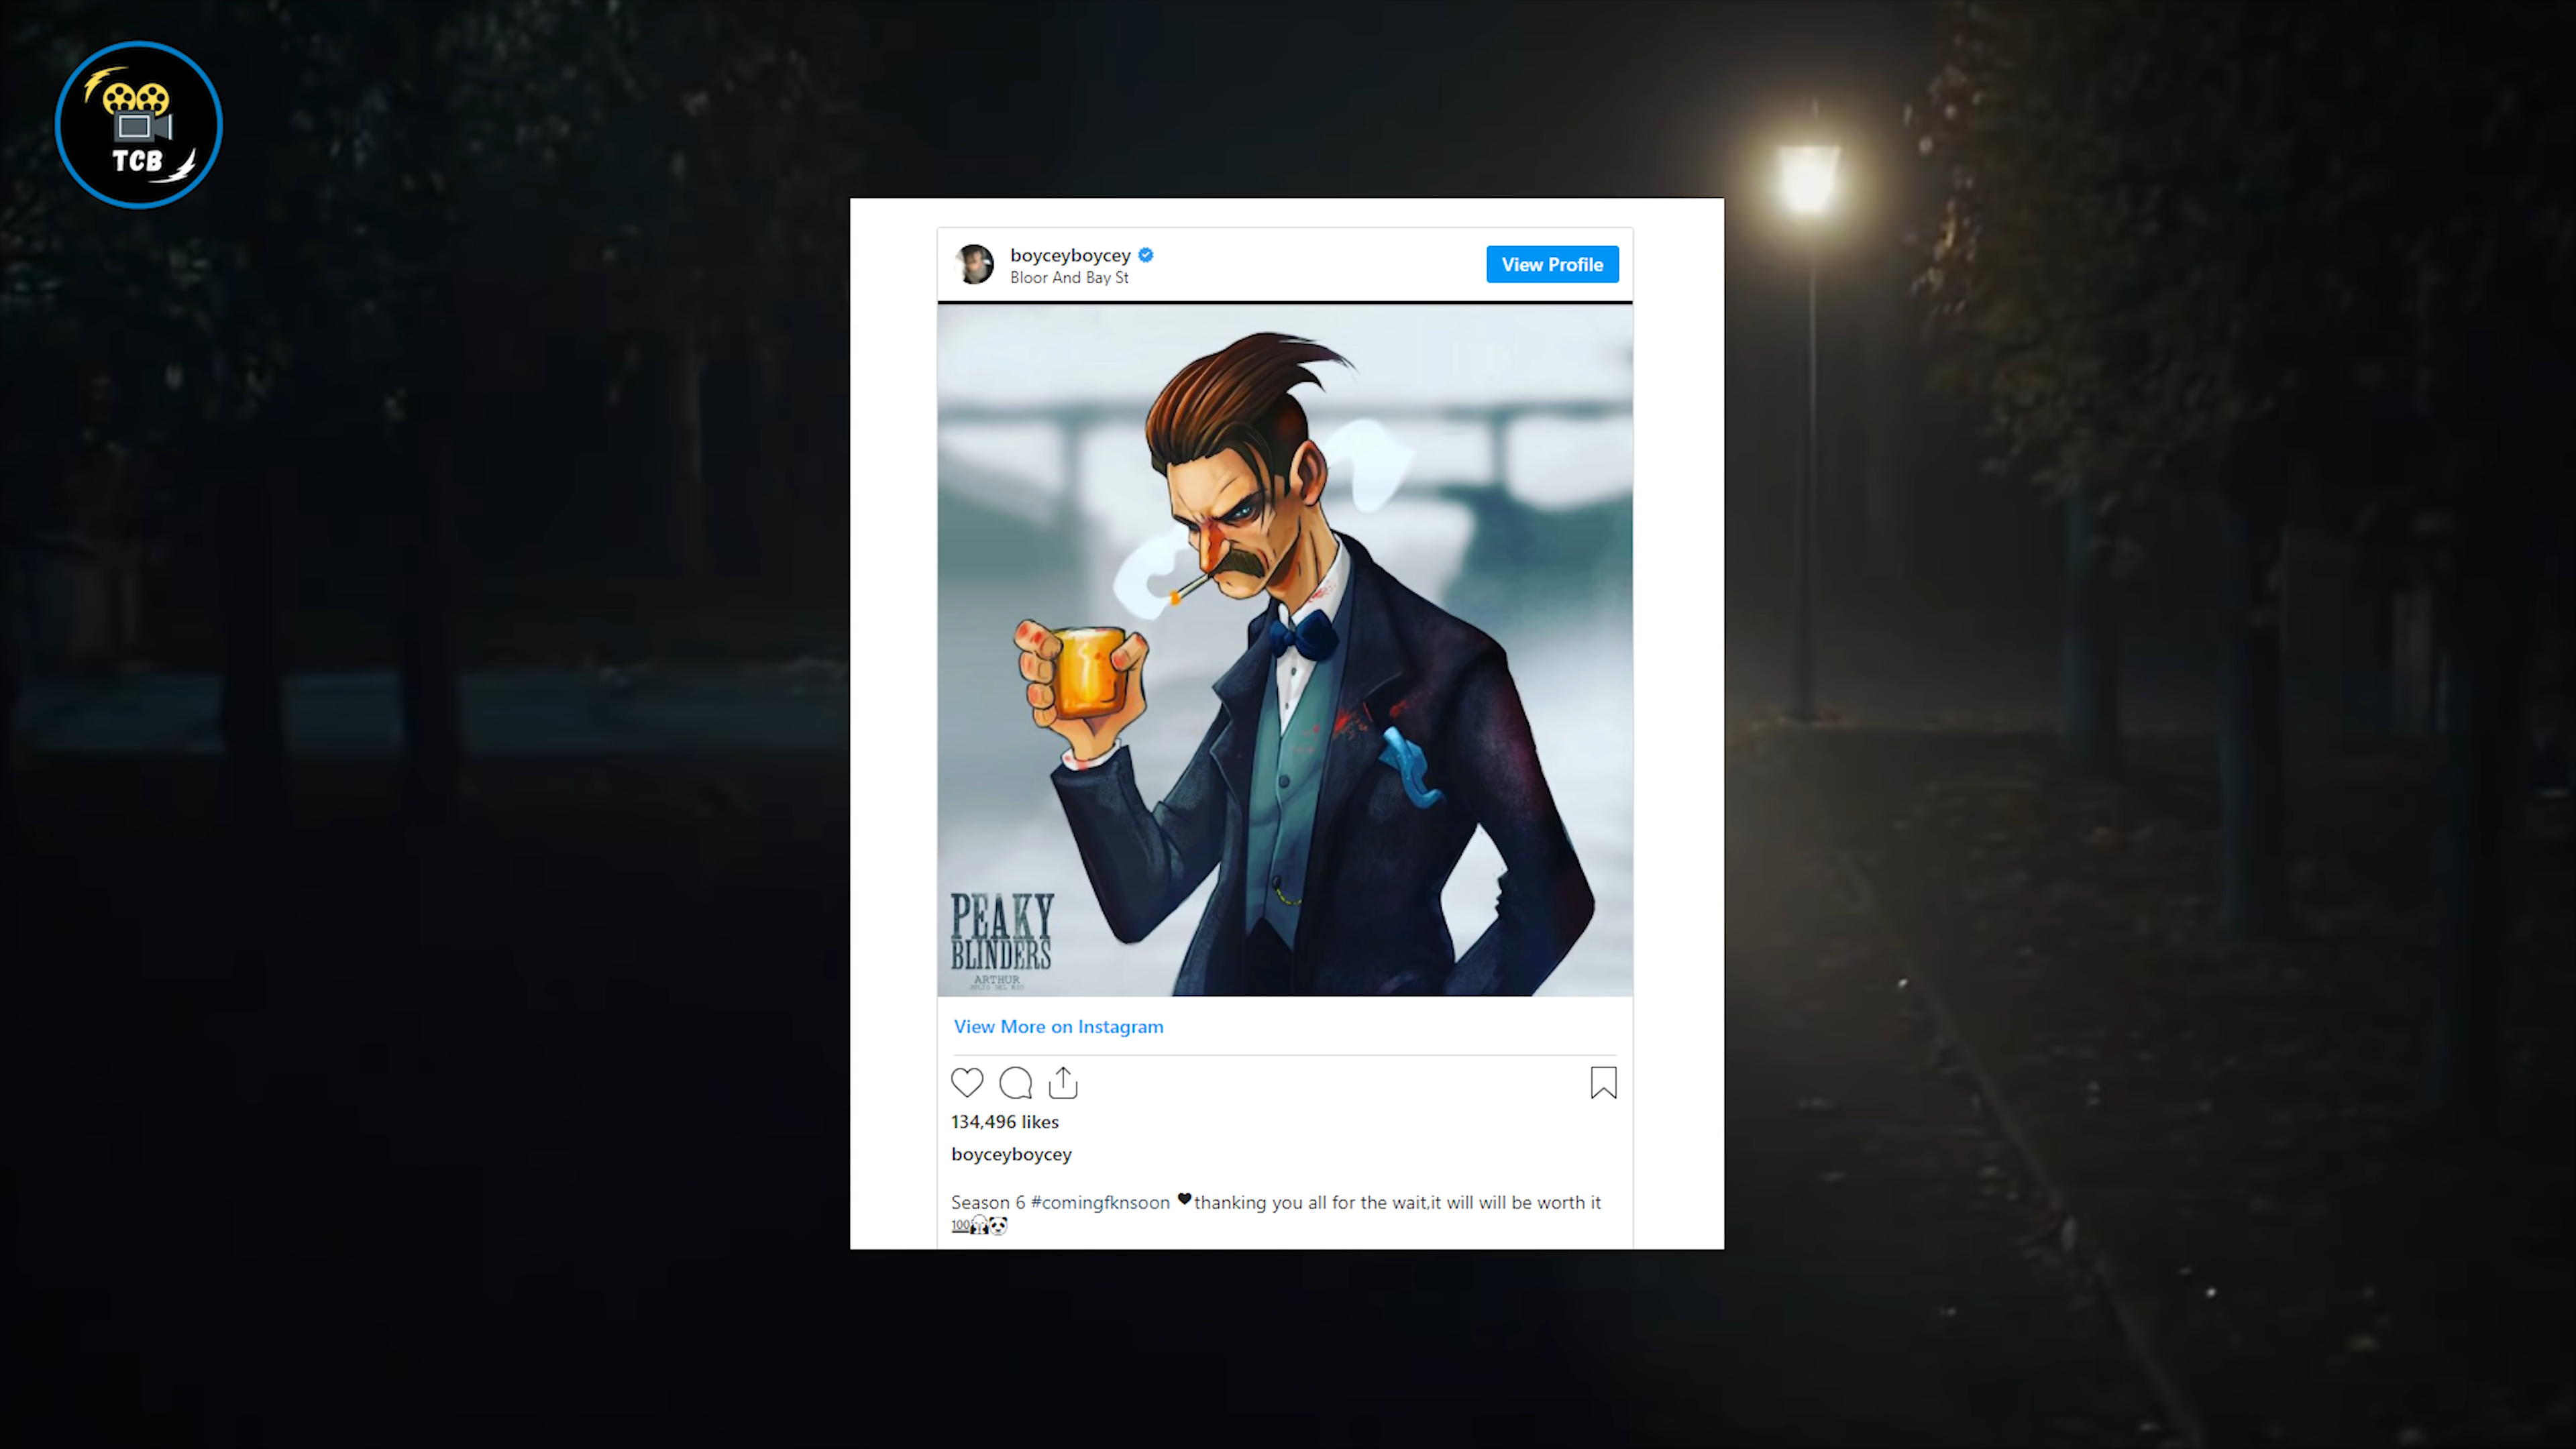 TCB
boyceyboycey
Bloor And Bay St
View Profile
PEAKY
BLINDERS
ARTHUR
View More on Instagram
134,496 likes
boyceyboycey
Season 6 #comingfknsoon 🖤thanking you all for the wait,it will will be worth it
💯